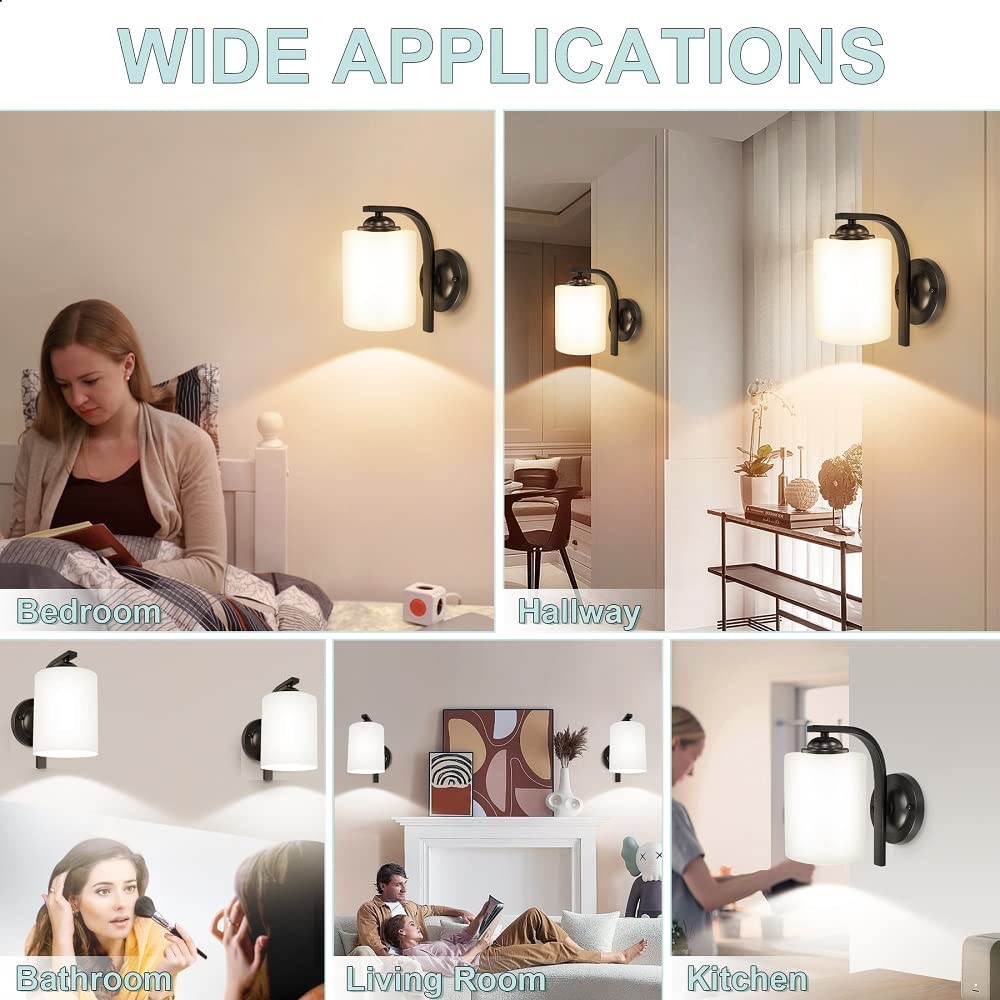 WIDE APPLICATIONS
Bedroom
Hallway
Bathroom
Living Room
Kitchen